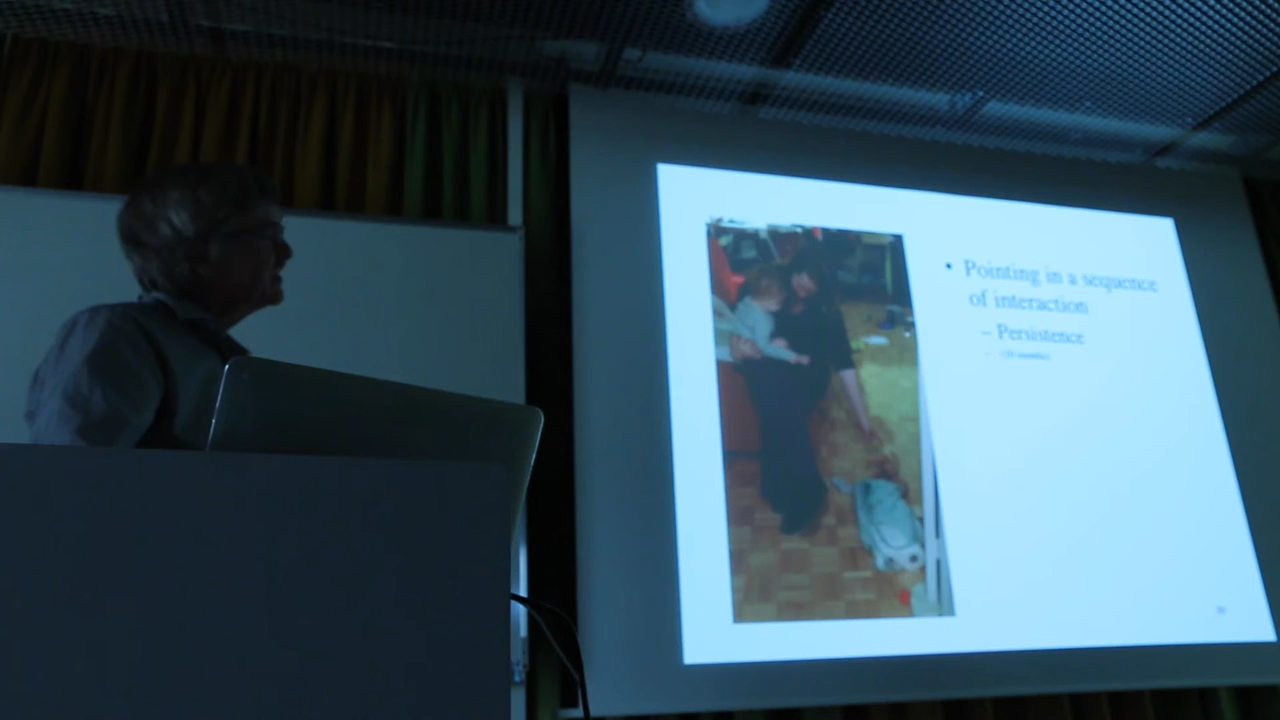 • Pointing in a sequence
of interaction
– Persistence